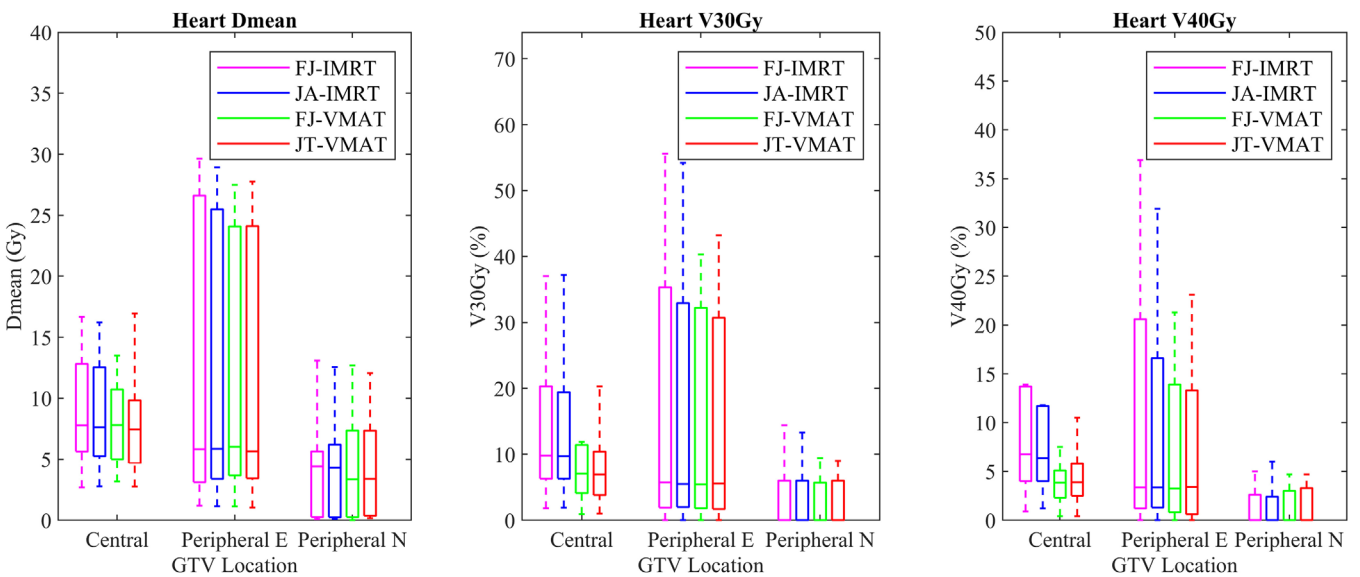 Heart Dmean
40
35
30
25
20
15
10
5
0
Dmean (Gy)
FJ-IMRT
JA-IMRT
FJ-VMAT
JT-VMAT
Central
Peripheral E
Peripheral N
GTV Location
Heart V30Gy
70
60
50
40
30
20
10
0
V30Gy (%)
FJ-IMRT
JA-IMRT
FJ-VMAT
JT-VMAT
Central
Peripheral E
Peripheral N
GTV Location
Heart V40Gy
50
45
40
35
30
25
20
15
10
5
0
V40Gy (%)
FJ-IMRT
JA-IMRT
FJ-VMAT
JT-VMAT
Central
Peripheral E
Peripheral N
GTV Location